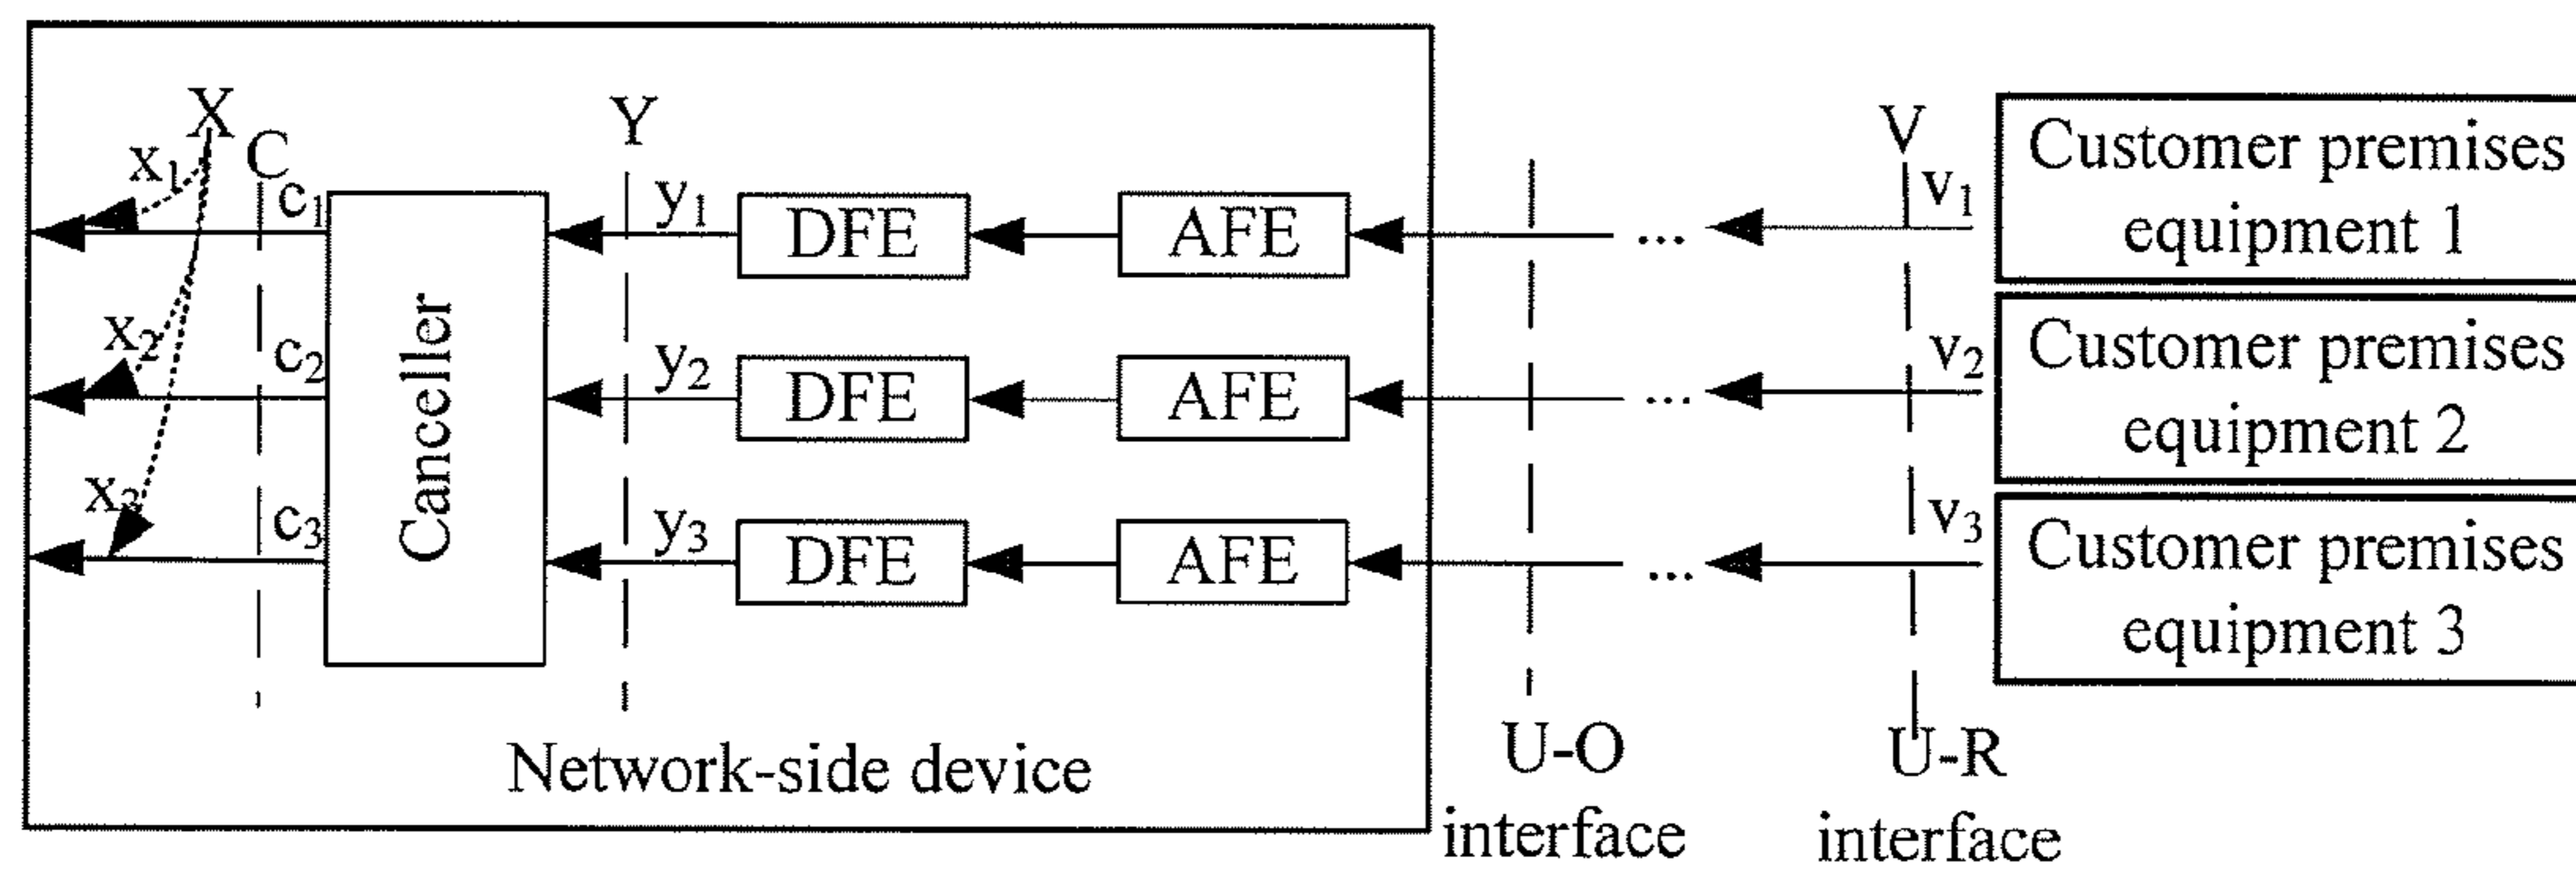 X
C
Y
V
x1
c1
y1
DFE
AFE
...
v1
Customer premises
equipment 1
x2
c2
Canceller
y2
DFE
AFE
...
v2
Customer premises
equipment 2
x3
c3
y3
DFE
AFE
...
v3
Customer premises
equipment 3
Network-side device
U-O
interface
U-R
interface